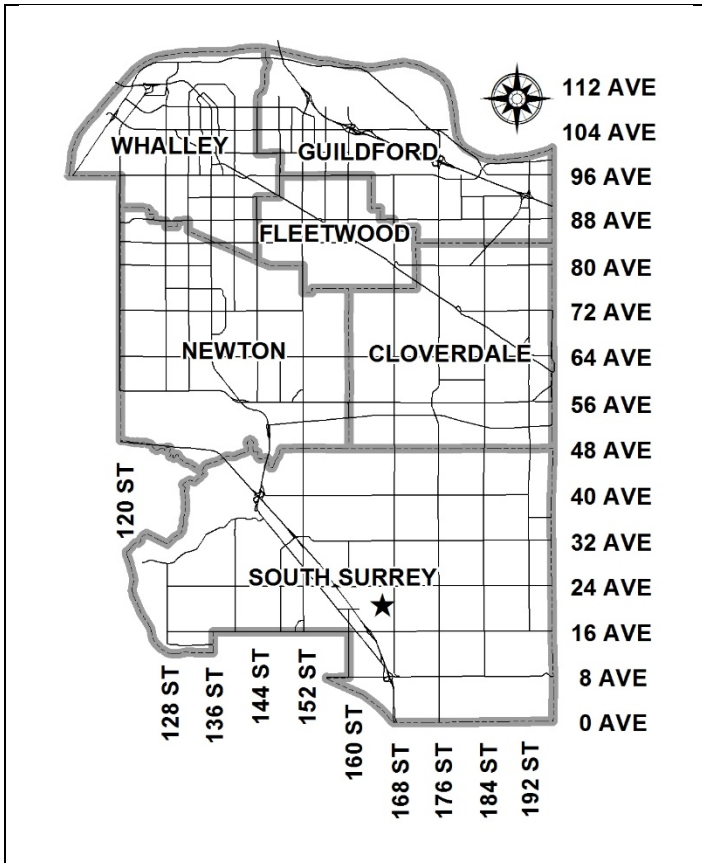 112 AVE
104 AVE
WHALLEY
GUILDFORD
96 AVE
88 AVE
FLEETWOOD
80 AVE
72 AVE
NEWTON
CLOVERDALE
64 AVE
56 AVE
48 AVE
120 ST
40 AVE
32 AVE
SOUTH SURREY
24 AVE
16 AVE
128 ST
136 ST
144 ST
152 ST
8 AVE
160 ST
0 AVE
168 ST
176 ST
184 ST
192 ST